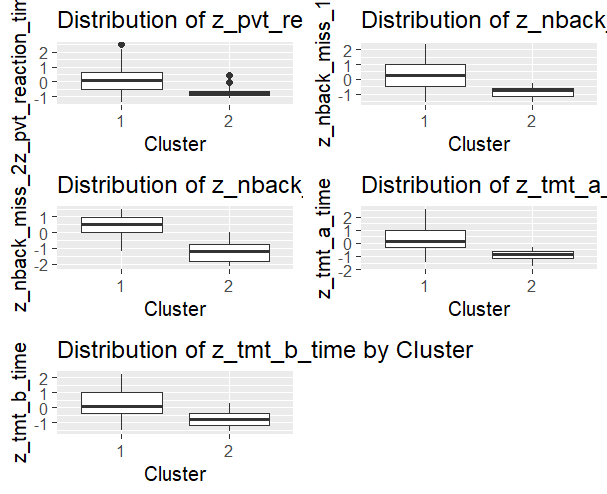 Distribution of z_pvt_re
z_pvt_reaction_tim
2
1
0
-1
1
2
Cluster
Distribution of z_nback_
z_nback_miss_1
2
1
0
-1
1
2
Cluster
Distribution of z_nback_
z_nback_miss_2
1
0
-1
-2
1
2
Cluster
Distribution of z_tmt_a_
z_tmt_a_time
2
1
0
-1
-2
1
2
Cluster
Distribution of z_tmt_b_time by Cluster
z_tmt_b_time
2
1
0
-1
1
2
Cluster